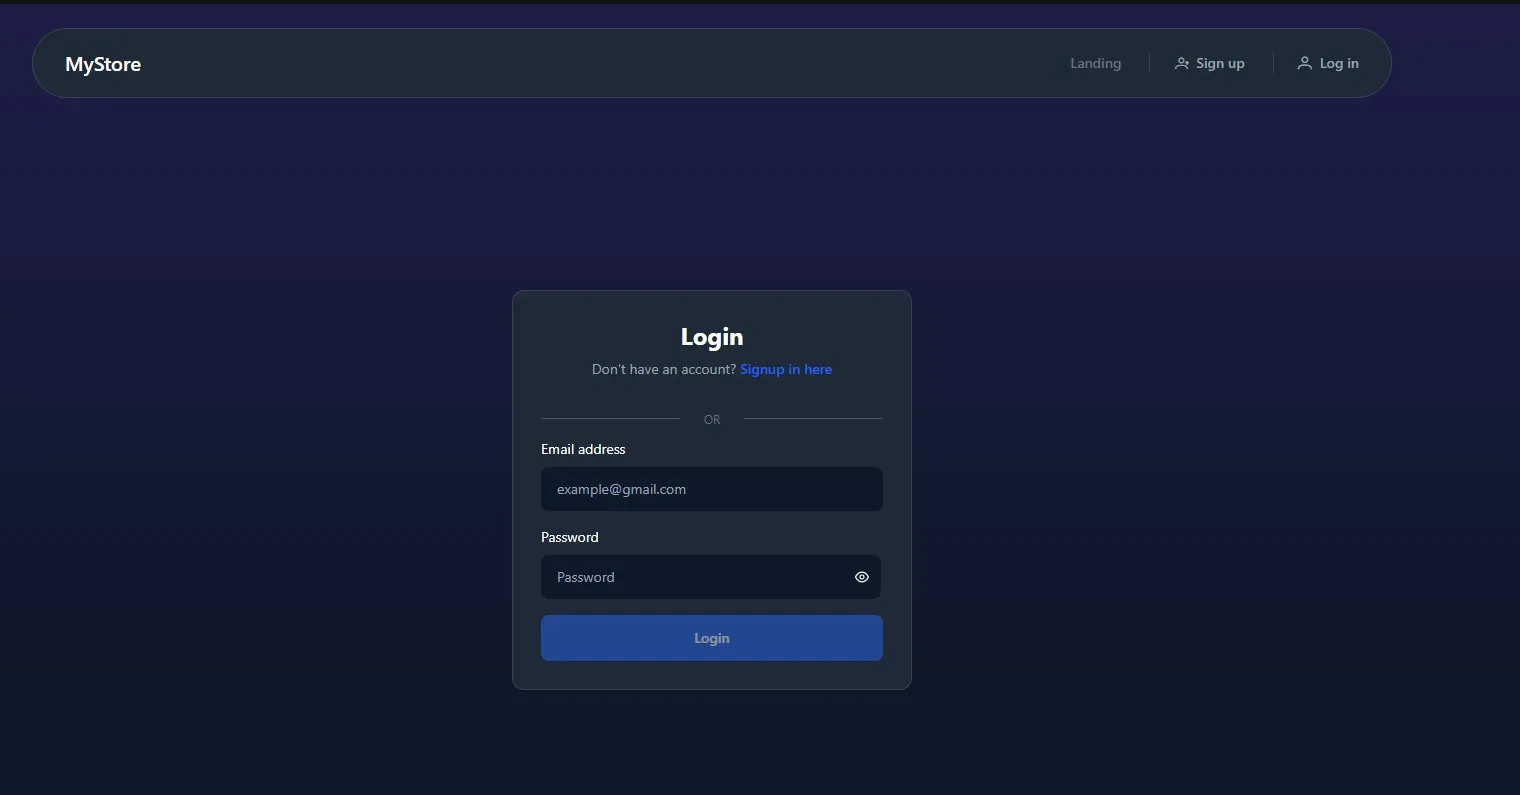 MyStore
Landing
Sign up
Log in
Login
Don't have an account? Signup in here
OR
Email address
example@gmail.com
Password
Password
Login